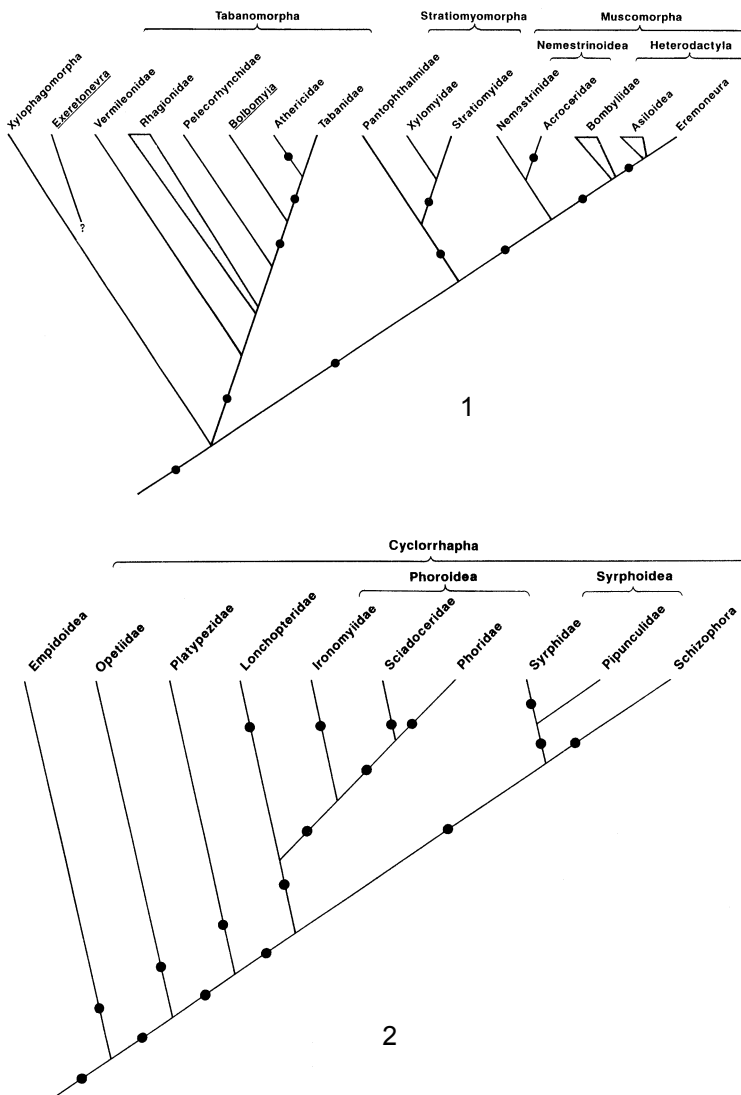 Tabanomorpha
Stratiomyomorpha
Muscomorpha
Nemestrinoidea
Heterodactyla
Xylophagomorpha
Exeretonevra
Vermileonidae
Rhagionidae
Pelecorhynchidae
Bolbomyia
Athericidae
Tabanidae
Pantophthalmidae
Xylomyidae
Stratiomyidae
Nemestrinidae
Acroceridae
Bombyliidae
Asiloidea
Eremoneura
?
1
Cyclorrhapha
Phoroidea
Syrphoidea
Empidoidea
Opetiidae
Platypezidae
Lonchopteridae
Ironomyiidae
Sciadoceridae
Phoridae
Syrphidae
Pipunculidae
Schizophora
2